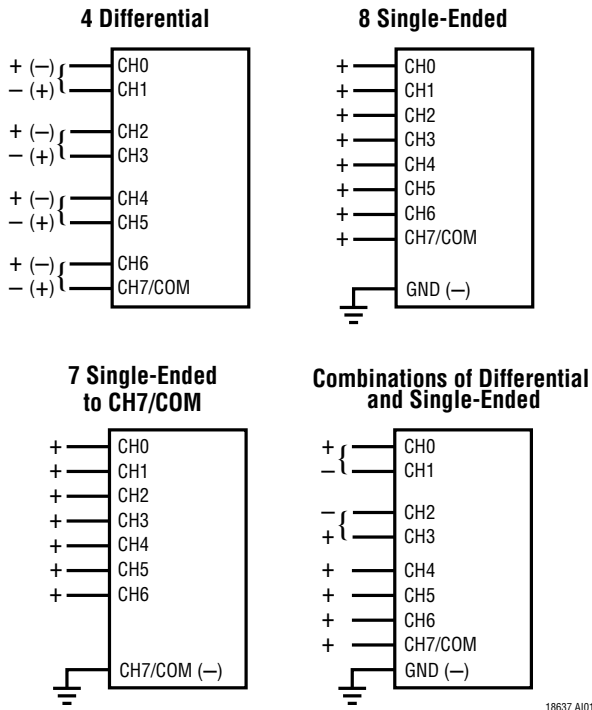 4 Differential
+ (–) CH0
– (+) CH1
+ (–) CH2
– (+) CH3
+ (–) CH4
– (+) CH5
+ (–) CH6
– (+) CH7/COM
8 Single-Ended
+ CH0
+ CH1
+ CH2
+ CH3
+ CH4
+ CH5
+ CH6
+ CH7/COM
GND (–)
7 Single-Ended
to CH7/COM
+ CH0
+ CH1
+ CH2
+ CH3
+ CH4
+ CH5
+ CH6
CH7/COM (–)
Combinations of Differential
and Single-Ended
+ CH0
– CH1
– CH2
+ CH3
+ CH4
+ CH5
+ CH6
+ CH7/COM
GND (–)
18637 AI01